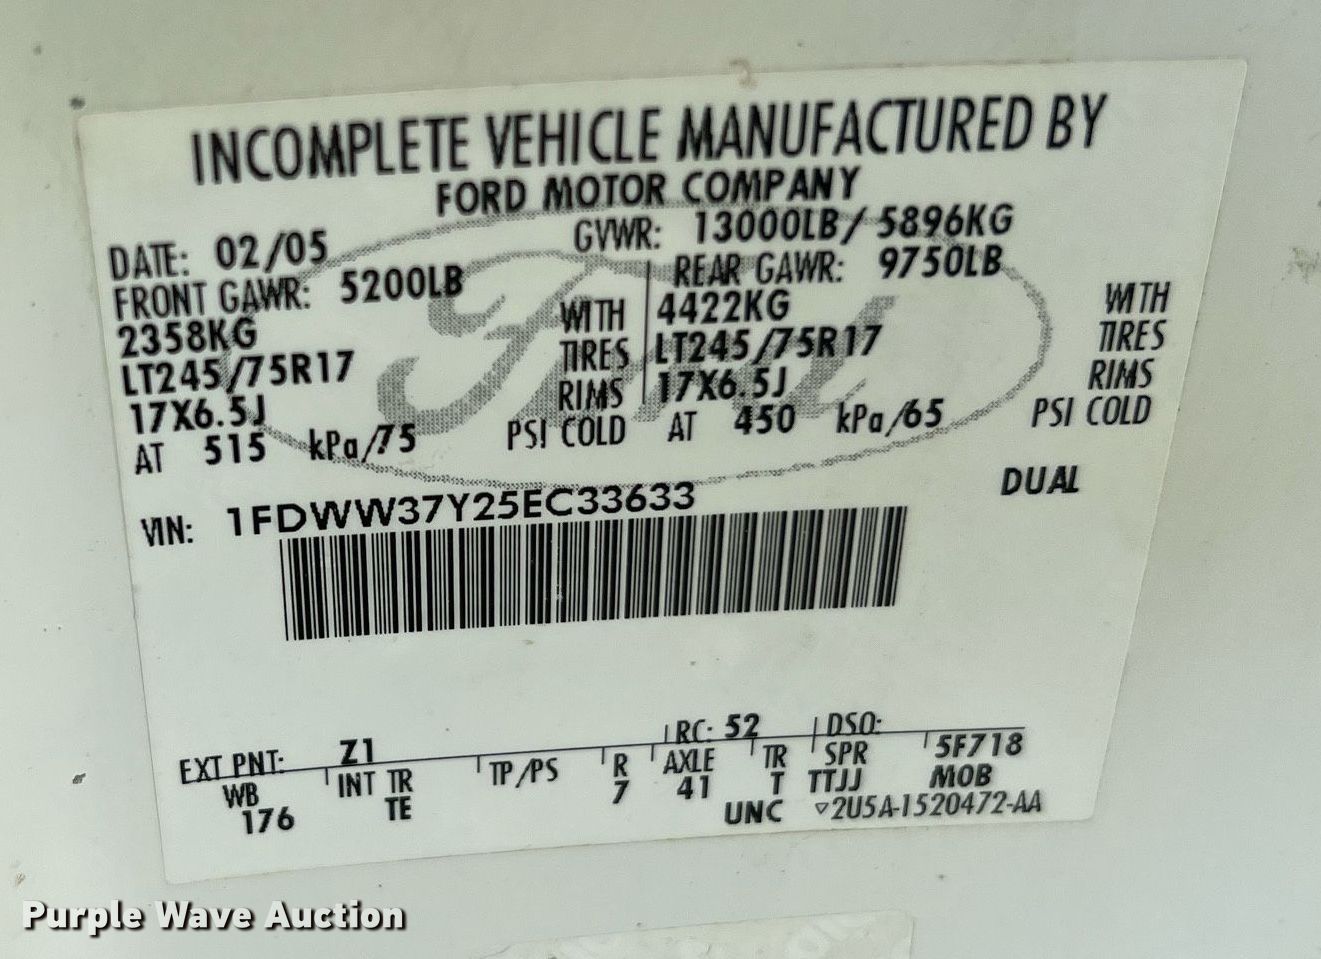 INCOMPLETE VEHICLE MANUFACTURED BY
FORD MOTOR COMPANY
DATE: 02/05 GVWR: 13000LB/ 5896KG
FRONT GAWR: 5200LB REAR GAWR: 9750LB
2358KG WITH 4422KG WITH
LT245/75R17 TIRES LT245/75R17 TIRES
17X6.5J RIMS 17X6.5J RIMS
AT 515 kPa/75 PSI COLD AT 450 kPa/65 PSI COLD
Ford
VIN: 1FDWW37Y25EC33633 DUAL
EXT PNT: Z1 RC: 52 DSO:
WB INT TR TP/PS R AXLE TR SPR 5F718
176 TE 7 41 T TTJJ MOB
UNC ▽2U5A-1520472-AA
Purple Wave Auction